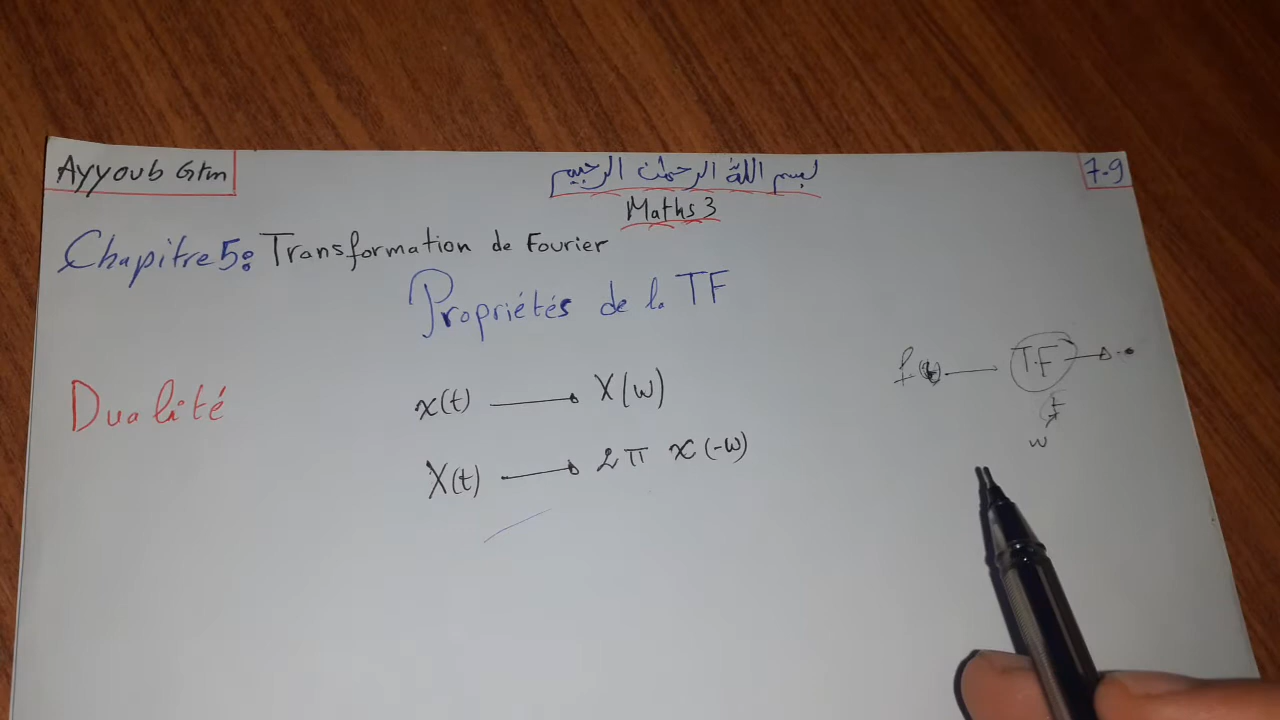 Ayyoub Gtm
بسم الله الرحمن الرحيم
7-9
Maths 3
Chapitre 5: Transformation de Fourier
Propriétés de la TF
Dualité
x(t) → X(w)
X(t) → 2π x(-w)
TF
w